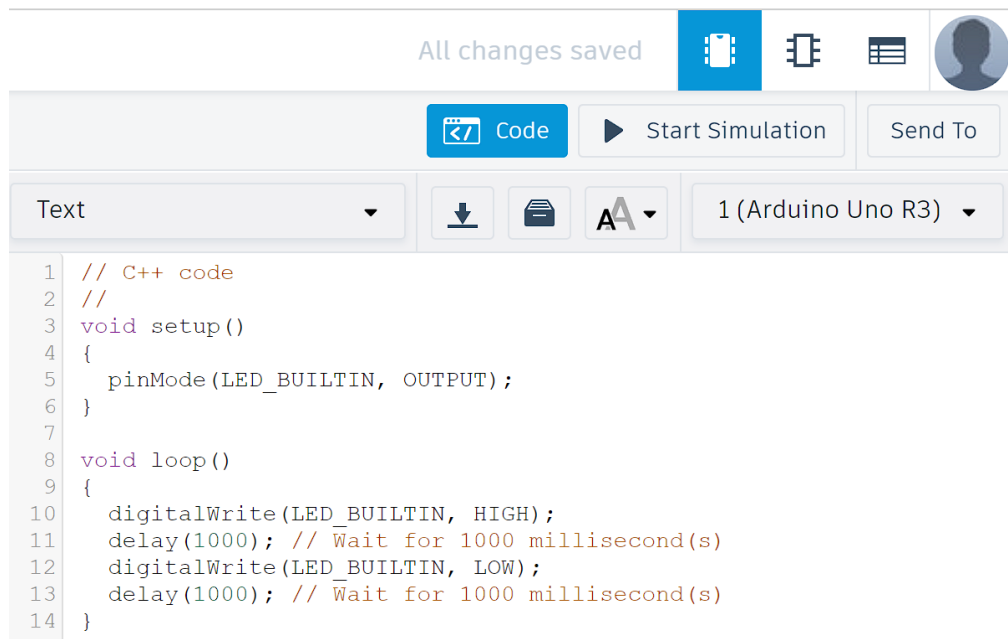 All changes saved
Code
Start Simulation
Send To
Text
1 (Arduino Uno R3)
1 // C++ code
2 //
3 void setup()
4 {
5   pinMode(LED_BUILTIN, OUTPUT);
6 }
7
8 void loop()
9 {
10   digitalWrite(LED_BUILTIN, HIGH);
11   delay(1000); // Wait for 1000 millisecond(s)
12   digitalWrite(LED_BUILTIN, LOW);
13   delay(1000); // Wait for 1000 millisecond(s)
14 }